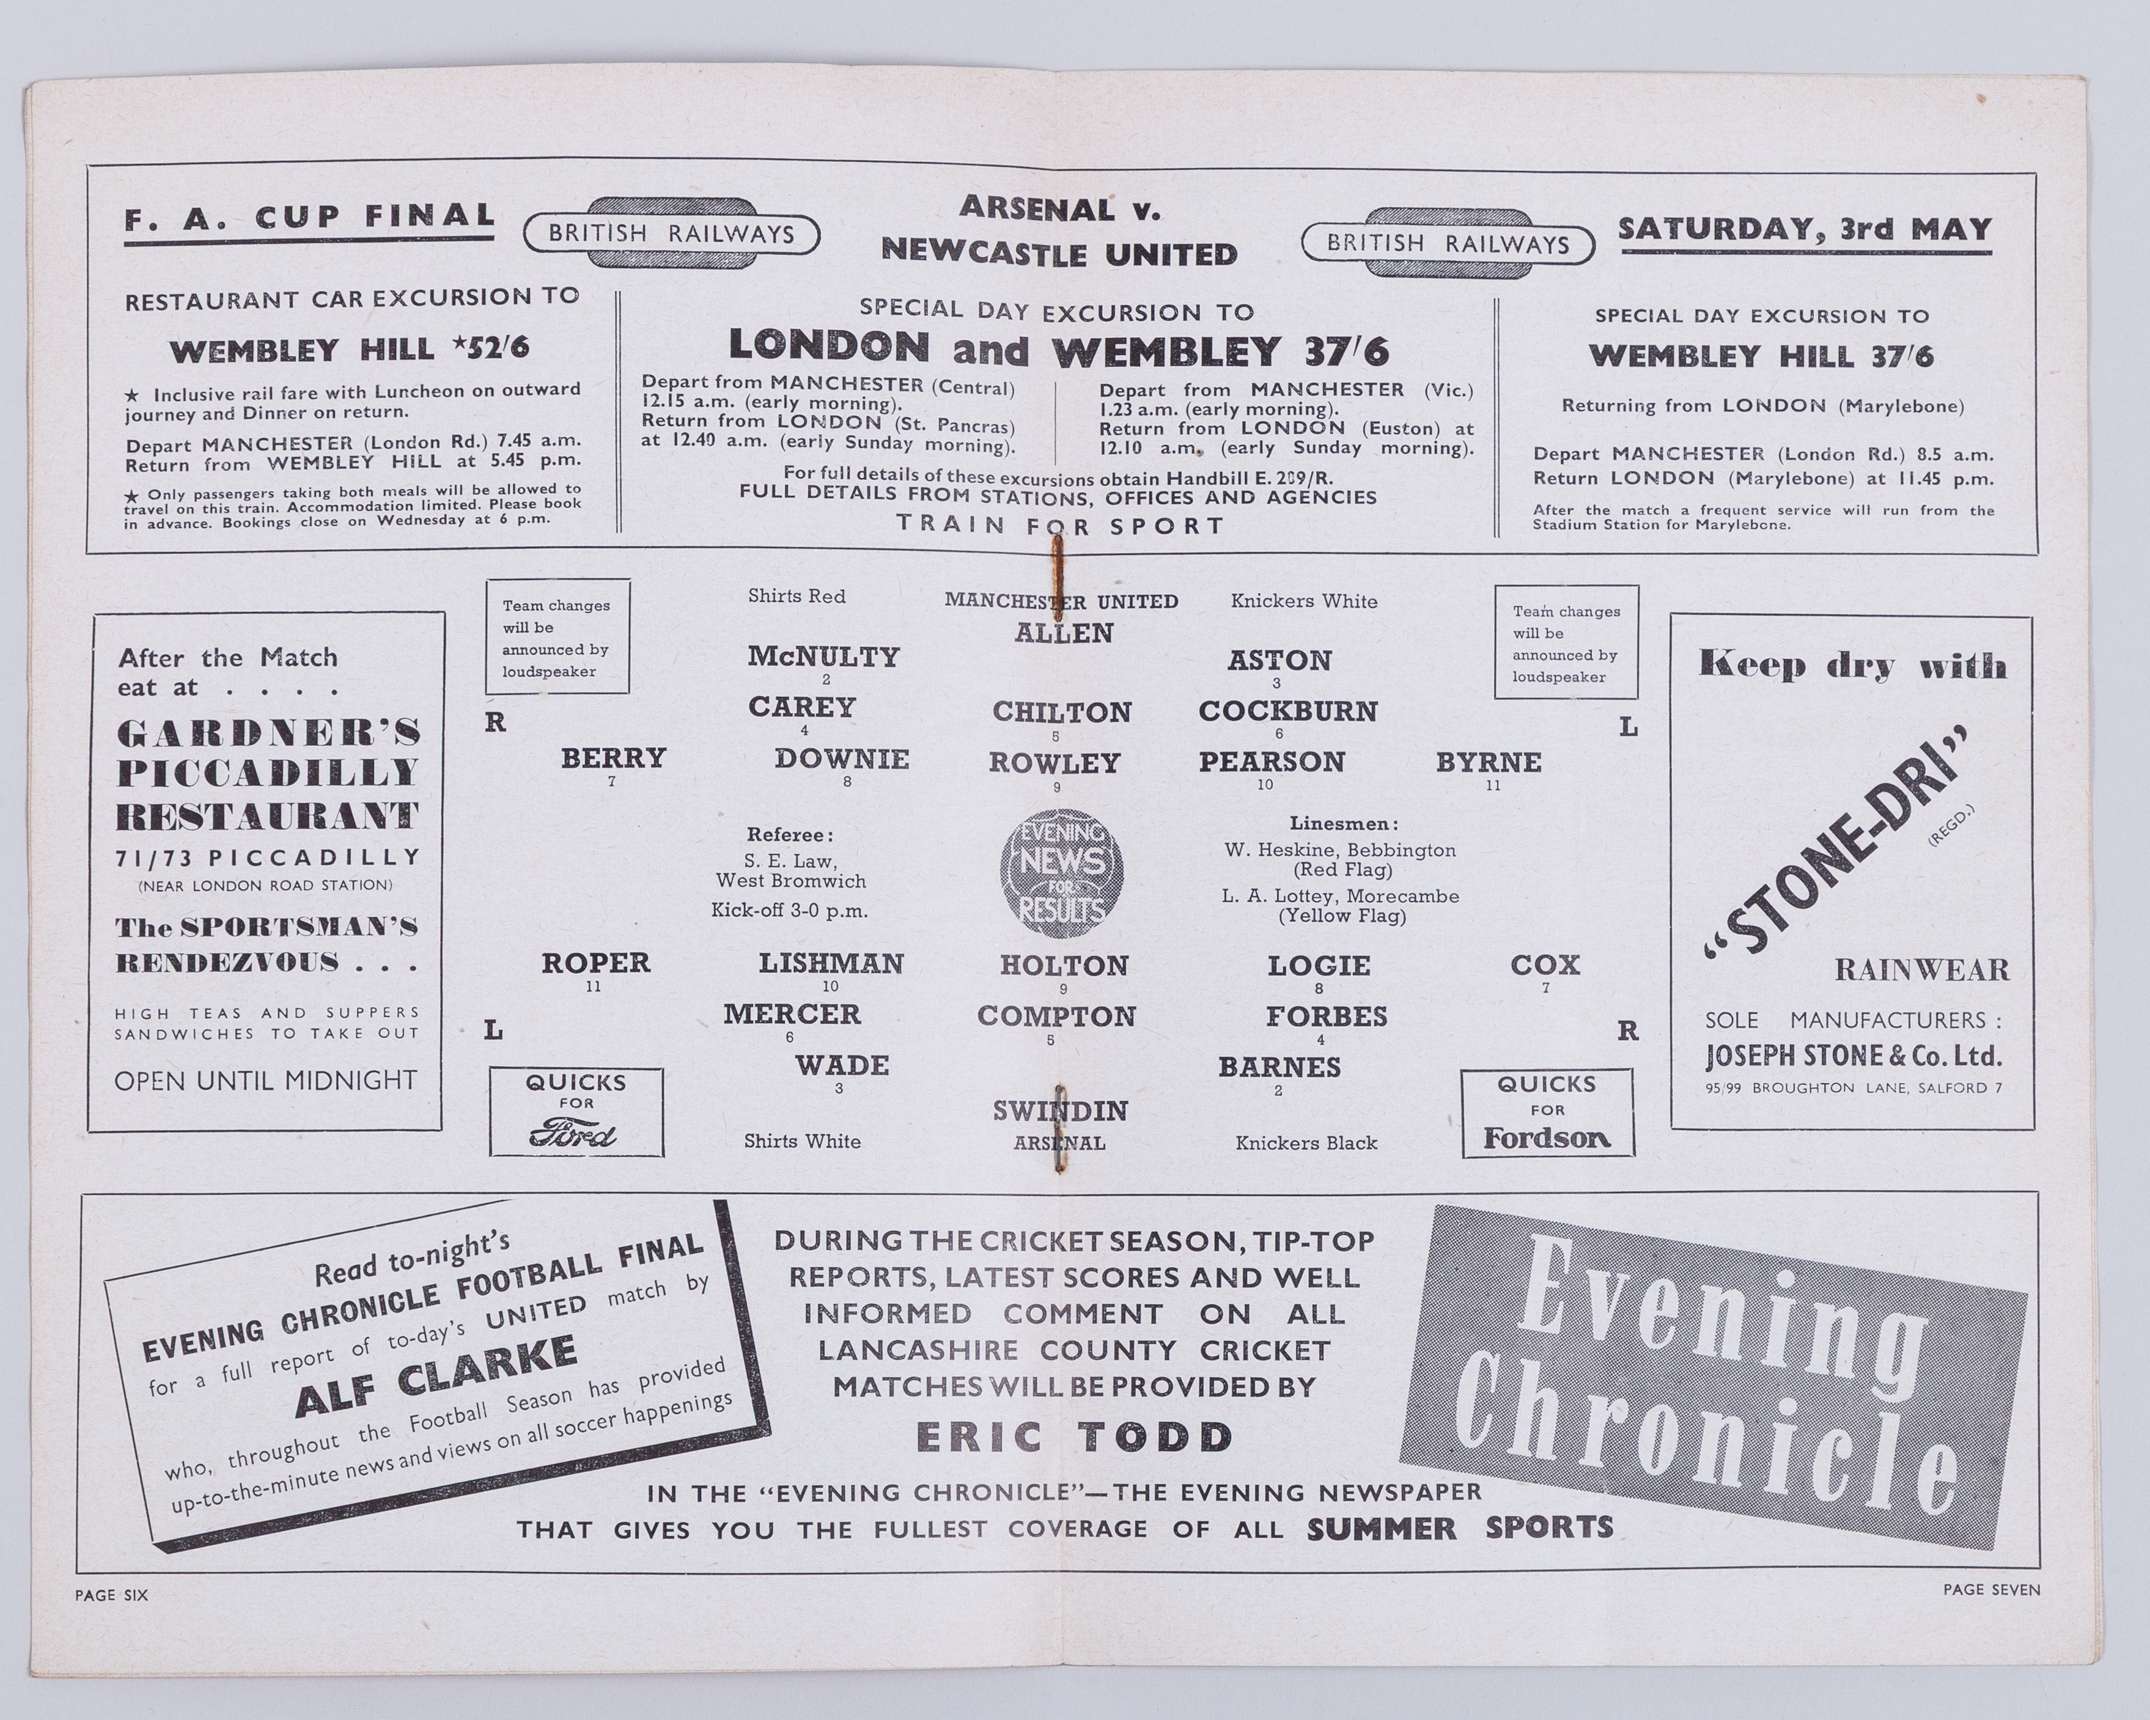 F. A. CUP FINAL
BRITISH RAILWAYS
ARSENAL v.
NEWCASTLE UNITED
BRITISH RAILWAYS
SATURDAY, 3rd MAY
RESTAURANT CAR EXCURSION TO
WEMBLEY HILL *52/6
★ Inclusive rail fare with Luncheon on outward
journey and Dinner on return.
Depart MANCHESTER (London Rd.) 7.45 a.m.
Return from WEMBLEY HILL at 5.45 p.m.
★ Only passengers taking both meals will be allowed to
travel on this train. Accommodation limited. Please book
in advance. Bookings close on Wednesday at 6 p.m.
SPECIAL DAY EXCURSION TO
LONDON and WEMBLEY 37/6
Depart from MANCHESTER (Central)
12.15 a.m. (early morning).
Return from LONDON (St. Pancras)
at 12.40 a.m. (early Sunday morning).
Depart from MANCHESTER (Vic.)
1.23 a.m. (early morning).
Return from LONDON (Euston) at
12.10 a.m. (early Sunday morning).
For full details of these excursions obtain Handbill E. 209/R.
FULL DETAILS FROM STATIONS, OFFICES AND AGENCIES
TRAIN FOR SPORT
SPECIAL DAY EXCURSION TO
WEMBLEY HILL 37/6
Returning from LONDON (Marylebone)
Depart MANCHESTER (London Rd.) 8.5 a.m.
Return LONDON (Marylebone) at 11.45 p.m.
After the match a frequent service will run from the
Stadium Station for Marylebone.
After the Match
eat at . . . .
GARDNER'S
PICCADILLY
RESTAURANT
71/73 PICCADILLY
(NEAR LONDON ROAD STATION)
The SPORTSMAN'S
RENDEZVOUS . . .
HIGH TEAS AND SUPPERS
SANDWICHES TO TAKE OUT
OPEN UNTIL MIDNIGHT
Team changes
will be
announced by
loudspeaker
Shirts Red
MANCHESTER UNITED
Knickers White
Team changes
will be
announced by
loudspeaker
ALLEN
McNULTY
2
ASTON
3
R
CAREY
4
CHILTON
5
COCKBURN
6
L
BERRY
7
DOWNIE
8
ROWLEY
9
PEARSON
10
BYRNE
11
Referee:
S. E. Law,
West Bromwich
Kick-off 3-0 p.m.
EVENING
NEWS
FOR
RESULTS
Linesmen:
W. Heskine, Bebbington
(Red Flag)
L. A. Lottey, Morecambe
(Yellow Flag)
ROPER
11
LISHMAN
10
HOLTON
9
LOGIE
8
COX
7
L
MERCER
6
COMPTON
5
FORBES
4
R
WADE
3
BARNES
2
SWINDIN
Shirts White
ARSENAL
Knickers Black
QUICKS
FOR
Ford
QUICKS
FOR
Fordson
Keep dry with
"STONE-DRI"
(REGD.)
RAINWEAR
SOLE MANUFACTURERS:
JOSEPH STONE & Co. Ltd.
95/99 BROUGHTON LANE, SALFORD 7
Read to-night's
EVENING CHRONICLE FOOTBALL FINAL
for a full report of to-day's UNITED match by
ALF CLARKE
who, throughout the Football Season has provided
up-to-the-minute news and views on all soccer happenings
DURING THE CRICKET SEASON, TIP-TOP
REPORTS, LATEST SCORES AND WELL
INFORMED COMMENT ON ALL
LANCASHIRE COUNTY CRICKET
MATCHES WILL BE PROVIDED BY
ERIC TODD
IN THE "EVENING CHRONICLE"—THE EVENING NEWSPAPER
THAT GIVES YOU THE FULLEST COVERAGE OF ALL SUMMER SPORTS
Evening
Chronicle
PAGE SIX
PAGE SEVEN